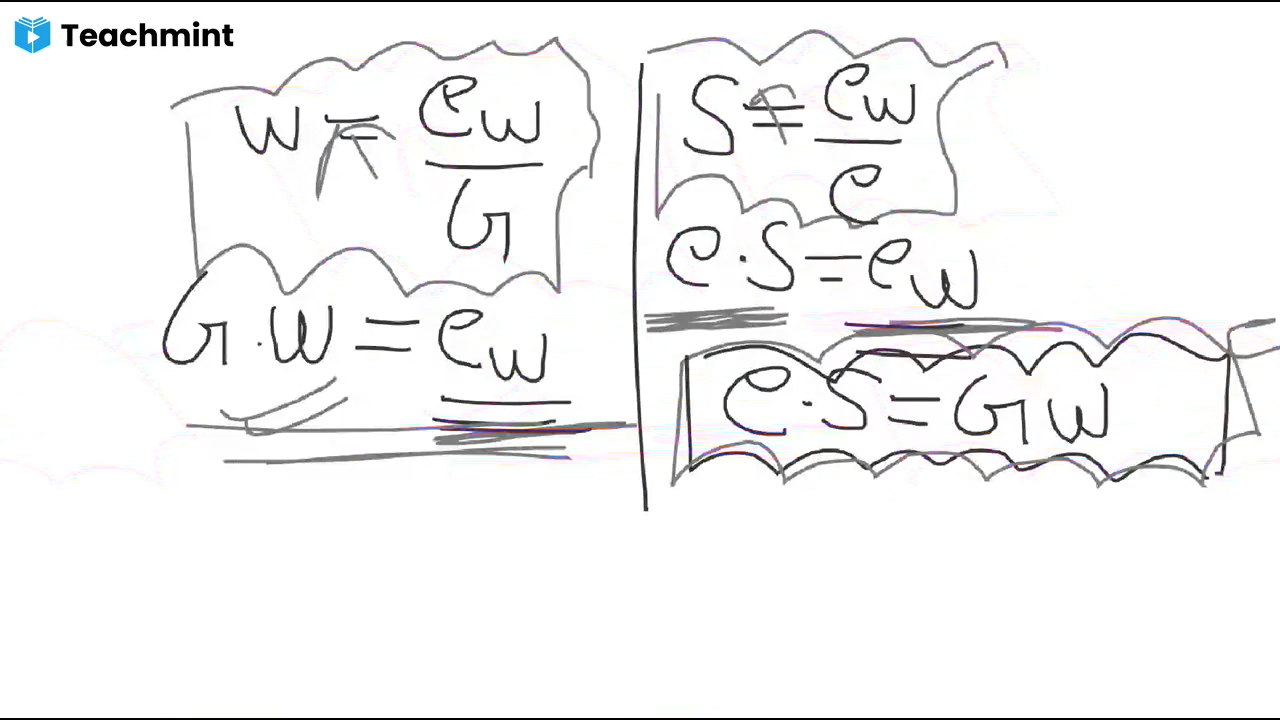 Teachmint
w = ew/G
G.w = ew
S = ew/e
e.S = ew
e.S = Gw